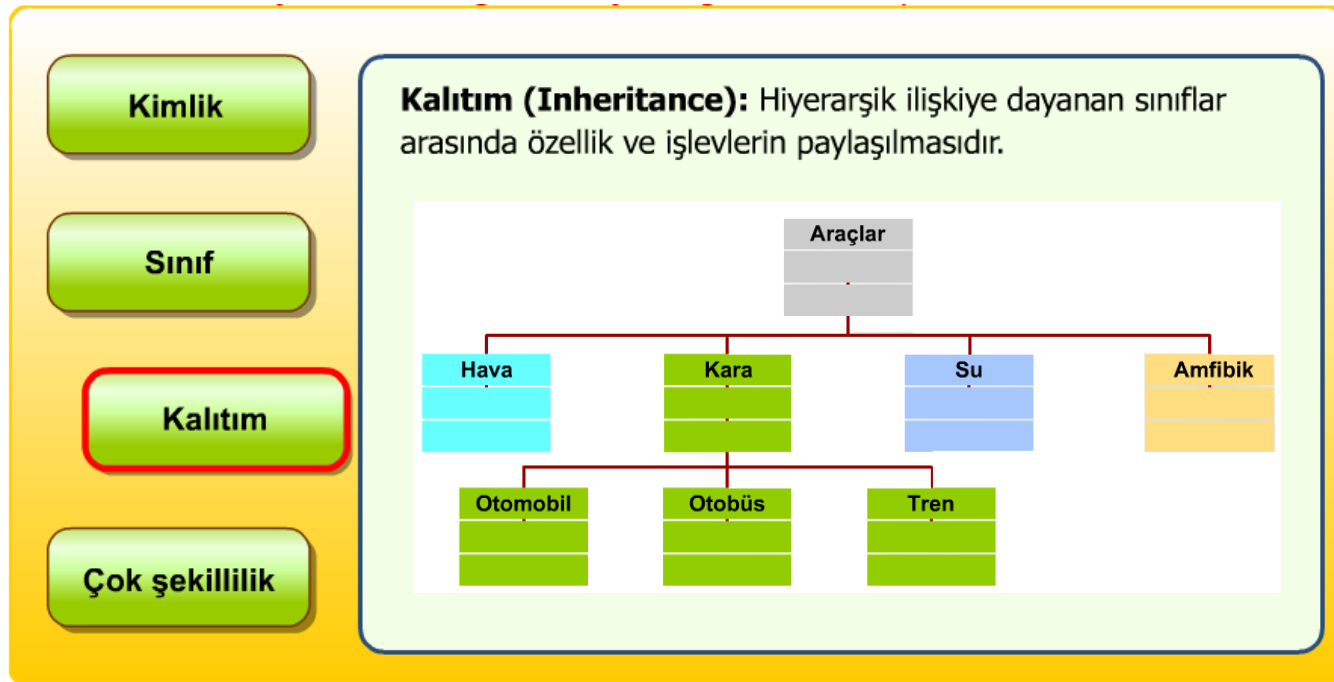 Kimlik
Sınıf
Kalıtım
Çok şekillilik
Kalıtım (Inheritance): Hiyerarşik ilişkiye dayanan sınıflar
arasında özellik ve işlevlerin paylaşılmasıdır.
Araçlar
Hava Kara Su Amfibik
Otomobil Otobüs Tren